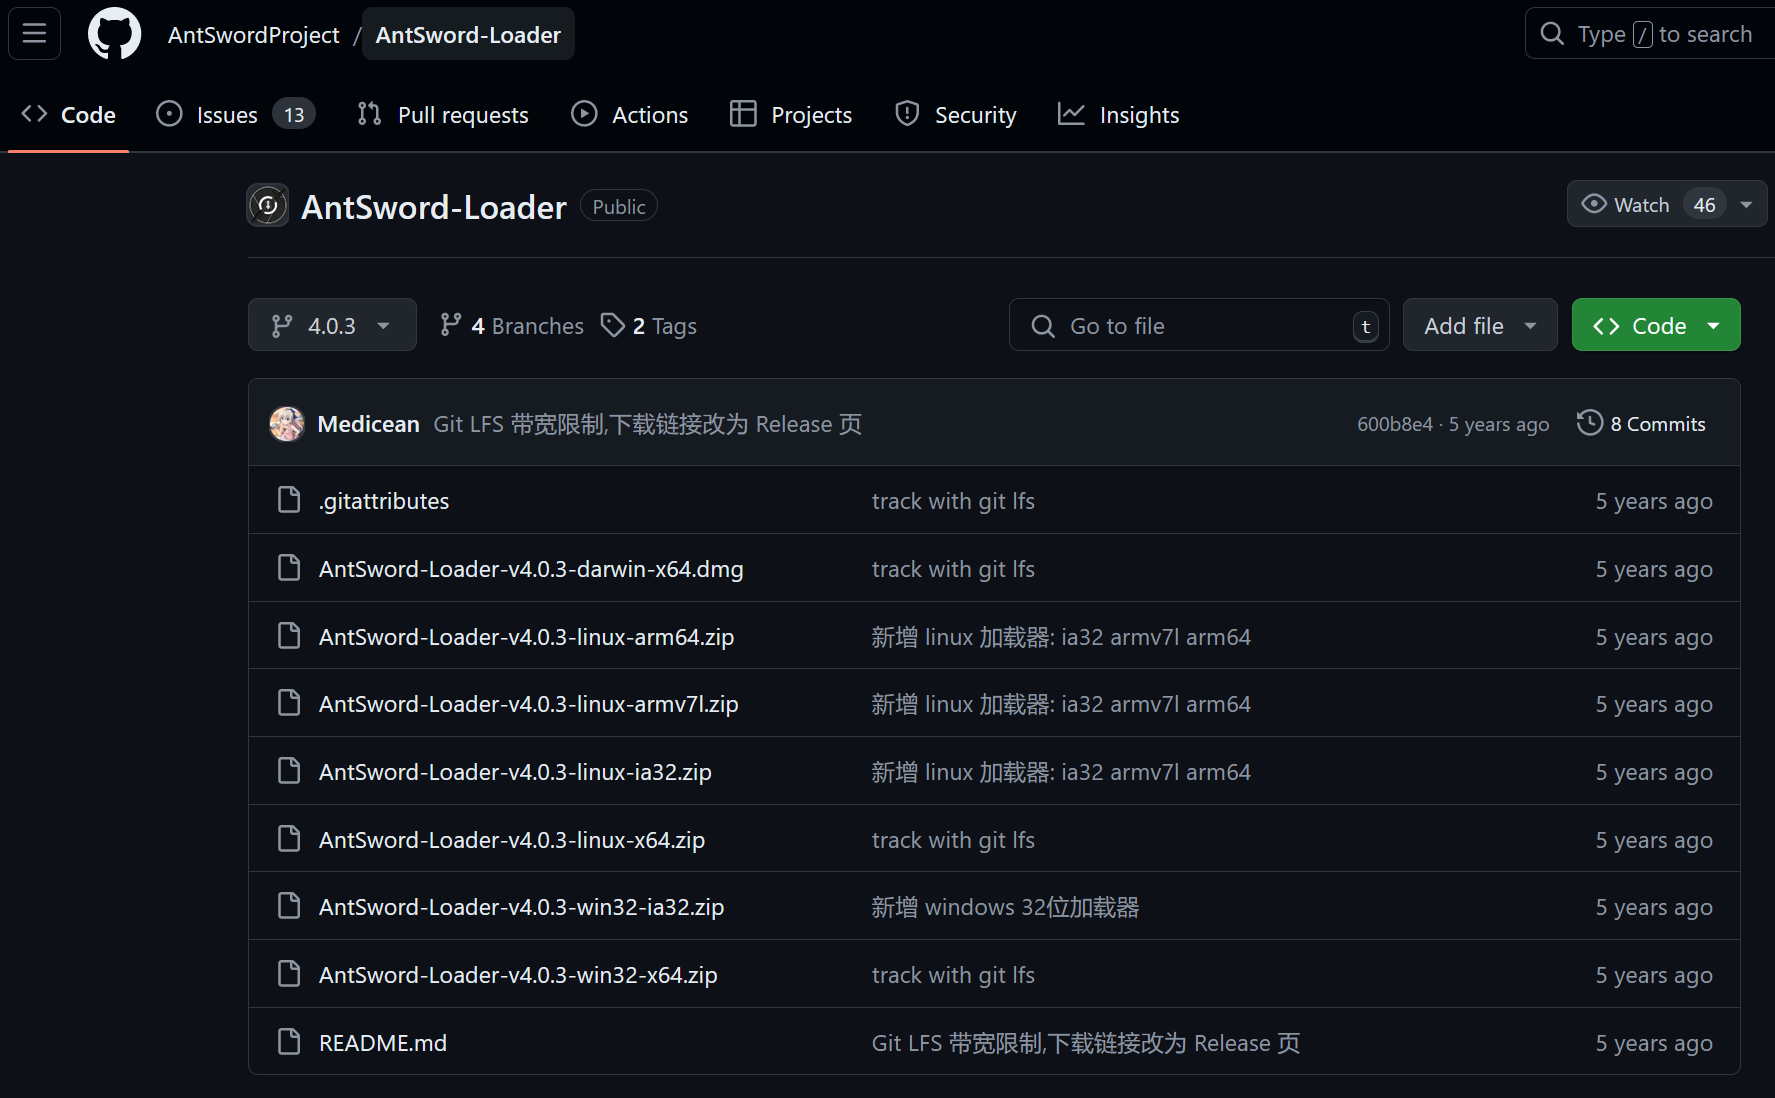 AntSwordProject / AntSword-Loader
Type / to search
Code
Issues 13
Pull requests
Actions
Projects
Security
Insights
AntSword-Loader Public
Watch 46
4.0.3
4 Branches
2 Tags
Go to file t
Add file
Code
Medicean Git LFS 带宽限制,下载链接改为 Release 页 600b8e4 · 5 years ago 8 Commits
.gitattributes track with git lfs 5 years ago
AntSword-Loader-v4.0.3-darwin-x64.dmg track with git lfs 5 years ago
AntSword-Loader-v4.0.3-linux-arm64.zip 新增 linux 加载器: ia32 armv7l arm64 5 years ago
AntSword-Loader-v4.0.3-linux-armv7l.zip 新增 linux 加载器: ia32 armv7l arm64 5 years ago
AntSword-Loader-v4.0.3-linux-ia32.zip 新增 linux 加载器: ia32 armv7l arm64 5 years ago
AntSword-Loader-v4.0.3-linux-x64.zip track with git lfs 5 years ago
AntSword-Loader-v4.0.3-win32-ia32.zip 新增 windows 32位加载器 5 years ago
AntSword-Loader-v4.0.3-win32-x64.zip track with git lfs 5 years ago
README.md Git LFS 带宽限制,下载链接改为 Release 页 5 years ago